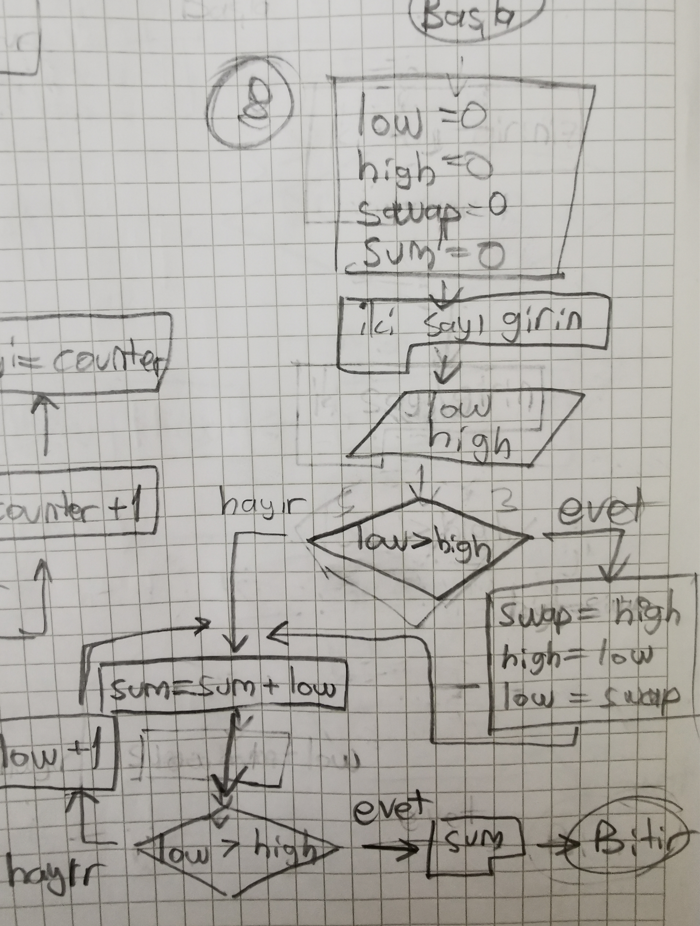 Başla
8
low = 0
high = 0
swap = 0
sum = 0
iki sayı girin
low
high
hayır
low > high
evet
swap = high
high = low
low = swap
sum = sum + low
low > high
evet
sum
Bitir
hayır
low + 1
counter + 1
i = counter